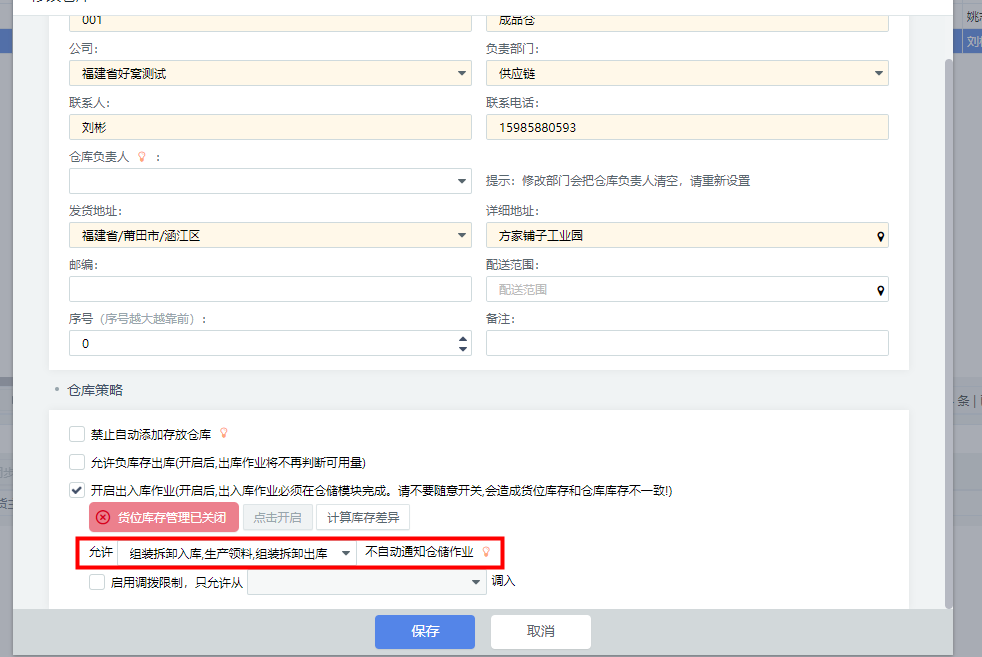 001
成品仓
公司:
负责部门:
福建省好窝测试
供应链
联系人:
联系电话:
刘彬
15985880593
仓库负责人 :
提示: 修改部门会把仓库负责人清空，请重新设置
发货地址:
详细地址:
福建省/莆田市/涵江区
方家铺子工业园
邮编:
配送范围:
配送范围
序号（序号越大越靠前）:
备注:
0
仓库策略
禁止自动添加存放仓库
允许负库存出库(开启后,出库作业将不再判断可用量)
开启出入库作业(开启后,出入库作业必须在仓储模块完成。请不要随意开关,会造成货位库存和仓库库存不一致!)
货位库存管理已关闭
点击开启
计算库存差异
允许 组装拆卸入库,生产领料,组装拆卸出库 不自动通知仓储作业
启用调拨限制，只允许从 调入
保存
取消
条